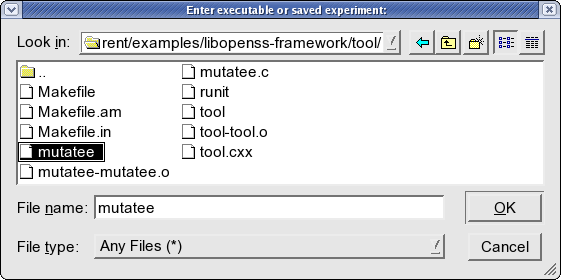 Enter executable or saved experiment:
Look in: rent/examples/libopenss-framework/tool/
..
Makefile
Makefile.am
Makefile.in
mutatee
mutatee-mutatee.o
mutatee.c
runit
tool
tool-tool.o
tool.cxx
File name: mutatee OK
File type: Any Files (*) Cancel